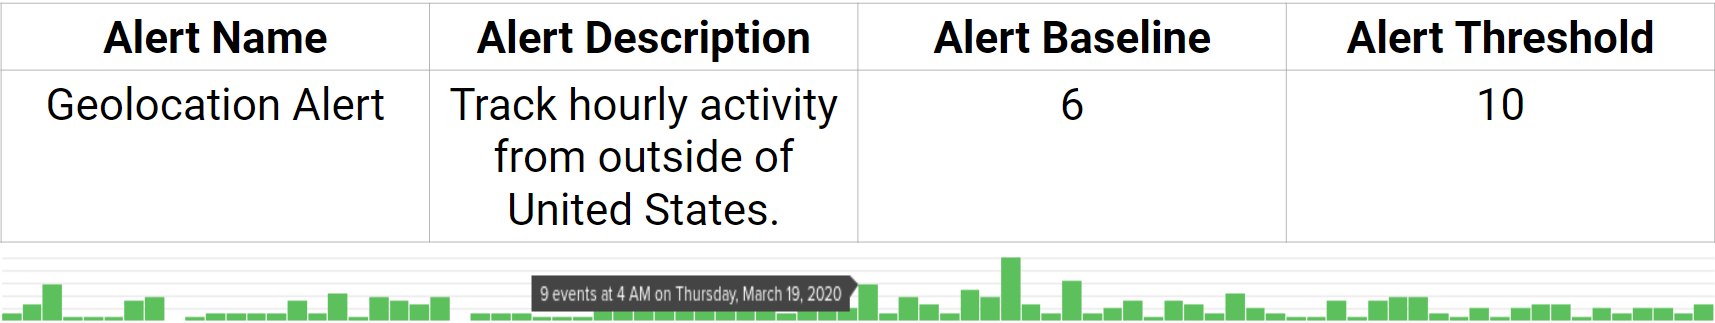 Alert Name Alert Description Alert Baseline Alert Threshold
Geolocation Alert Track hourly activity 6 10
from outside of
United States.
9 events at 4 AM on Thursday, March 19, 2020